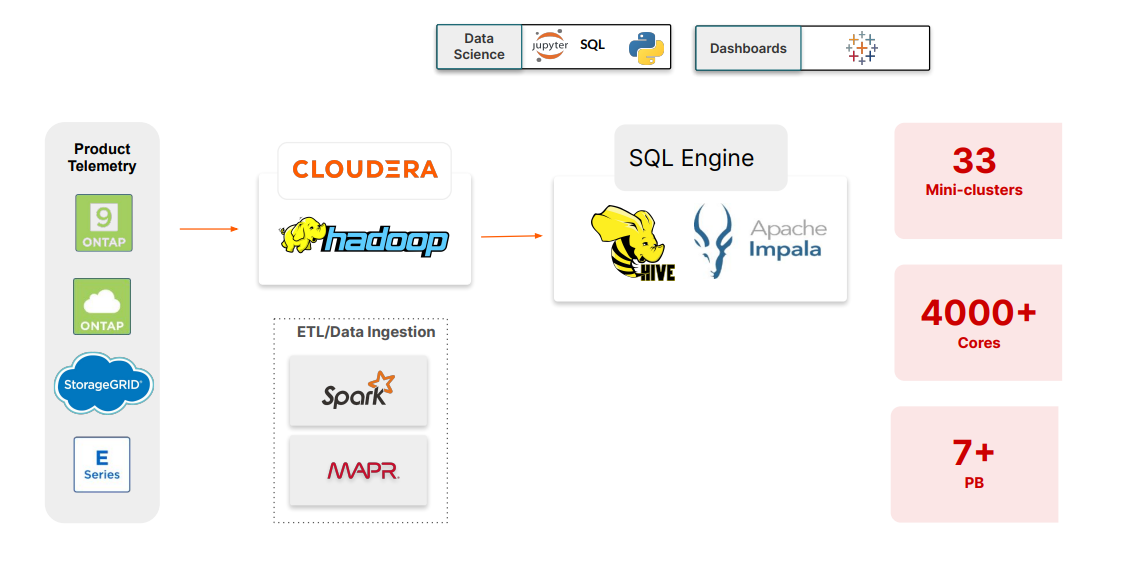 Data
Science
jupyter
SQL
Dashboards
Product
Telemetry
9
ONTAP
ONTAP
StorageGRID®
E
Series
CLOUDERA
hadoop
ETL/Data Ingestion
Spark
MAPR®
SQL Engine
HIVE
Apache
Impala
33
Mini-clusters
4000+
Cores
7+
PB